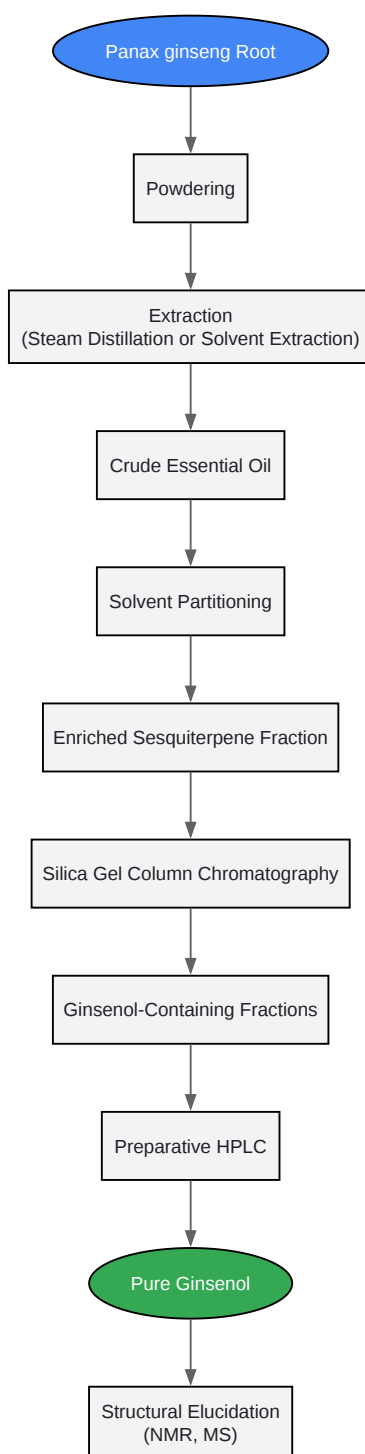 Panax ginseng Root
Powdering
Extraction
(Steam Distillation or Solvent Extraction)
Crude Essential Oil
Solvent Partitioning
Enriched Sesquiterpene Fraction
Silica Gel Column Chromatography
Ginsenol-Containing Fractions
Preparative HPLC
Pure Ginsenol
Structural Elucidation
(NMR, MS)